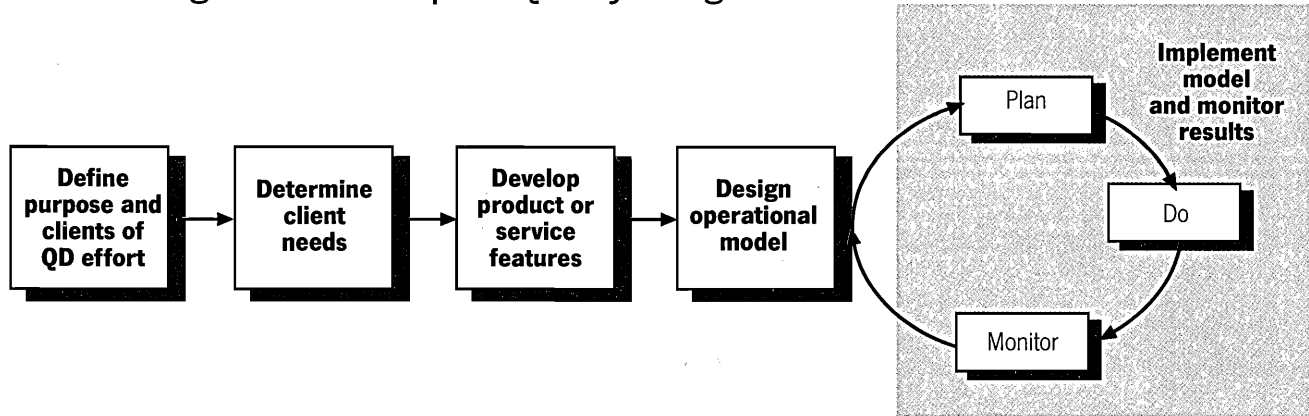 Define
purpose and
clients of
QD effort
Determine
client
needs
Develop
product or
service
features
Design
operational
model
Plan
Do
Monitor
Implement
model
and monitor
results